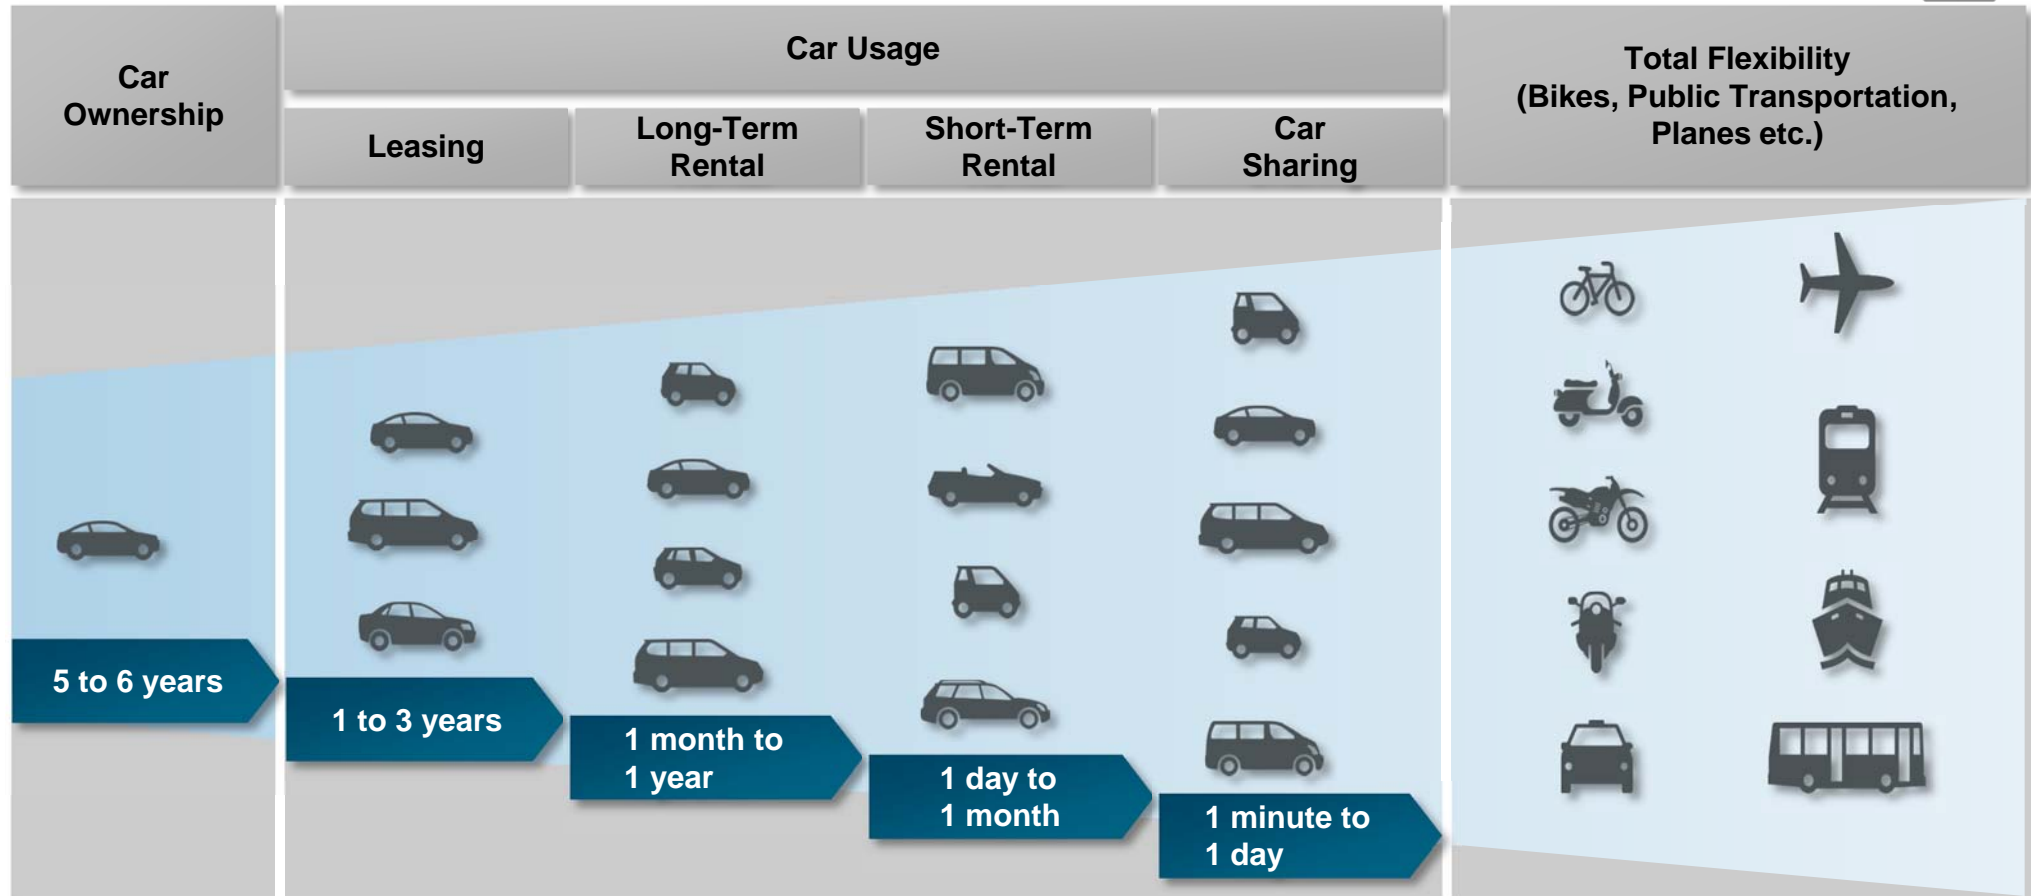 Car
Ownership
Car Usage
Total Flexibility
(Bikes, Public Transportation,
Planes etc.)
Leasing
Long-Term
Rental
Short-Term
Rental
Car
Sharing
5 to 6 years
1 to 3 years
1 month to
1 year
1 day to
1 month
1 minute to
1 day